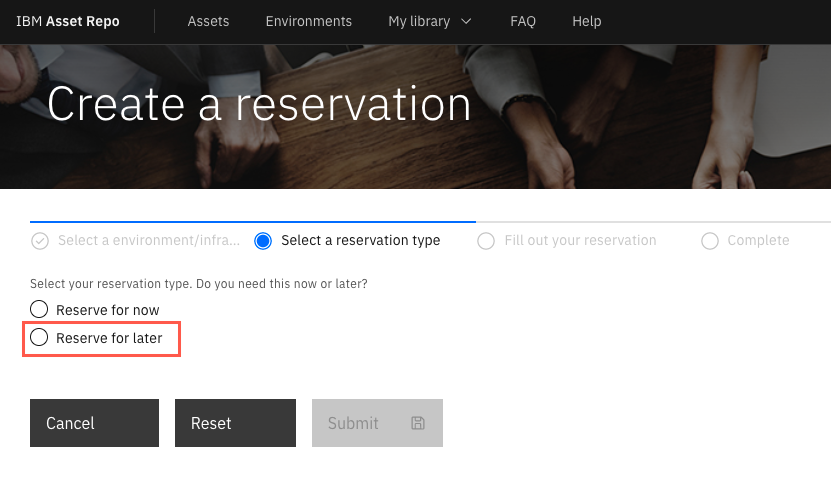 IBM Asset Repo Assets Environments My library FAQ Help
Create a reservation
Select a environment/infra... Select a reservation type Fill out your reservation Complete
Select your reservation type. Do you need this now or later?
Reserve for now
Reserve for later
Cancel Reset Submit